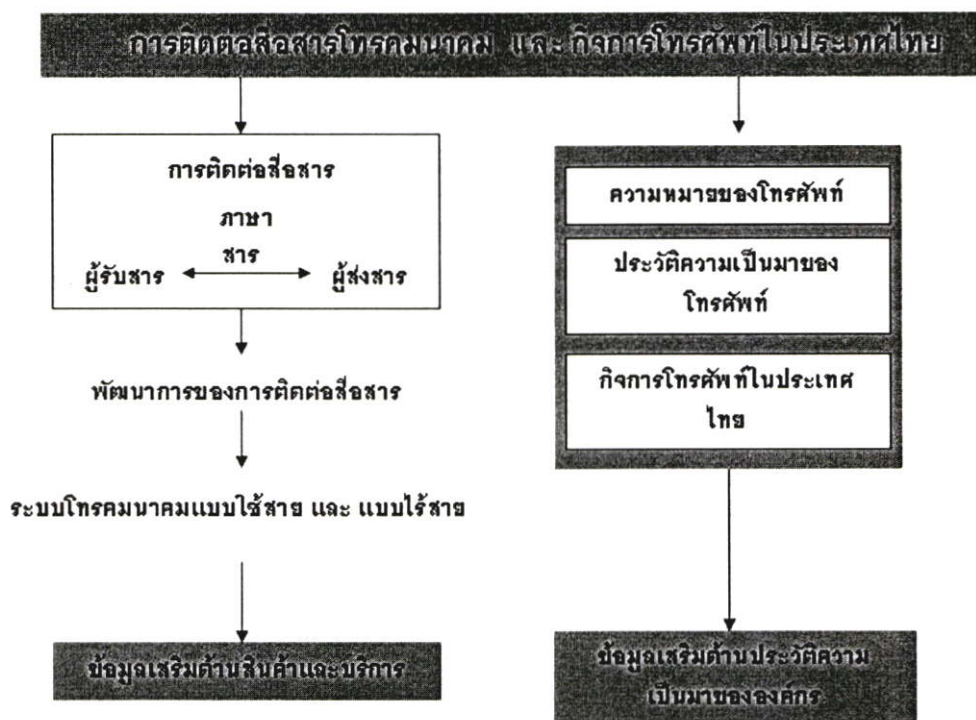 การติดต่อสื่อสารโทรคมนาคม และ กิจการโทรศัพท์ในประเทศไทย
การติดต่อสื่อสาร
ภาษา
สาร
ผู้รับสาร ผู้ส่งสาร
พัฒนาการของการติดต่อสื่อสาร
ระบบโทรคมนาคมแบบใช้สาย และ แบบไร้สาย
ข้อมูลเสริมด้านสินค้าและบริการ
ความหมายของโทรศัพท์
ประวัติความเป็นมาของ
โทรศัพท์
กิจการโทรศัพท์ในประเทศ
ไทย
ข้อมูลเสริมด้านประวัติความ
เป็นมาขององค์กร